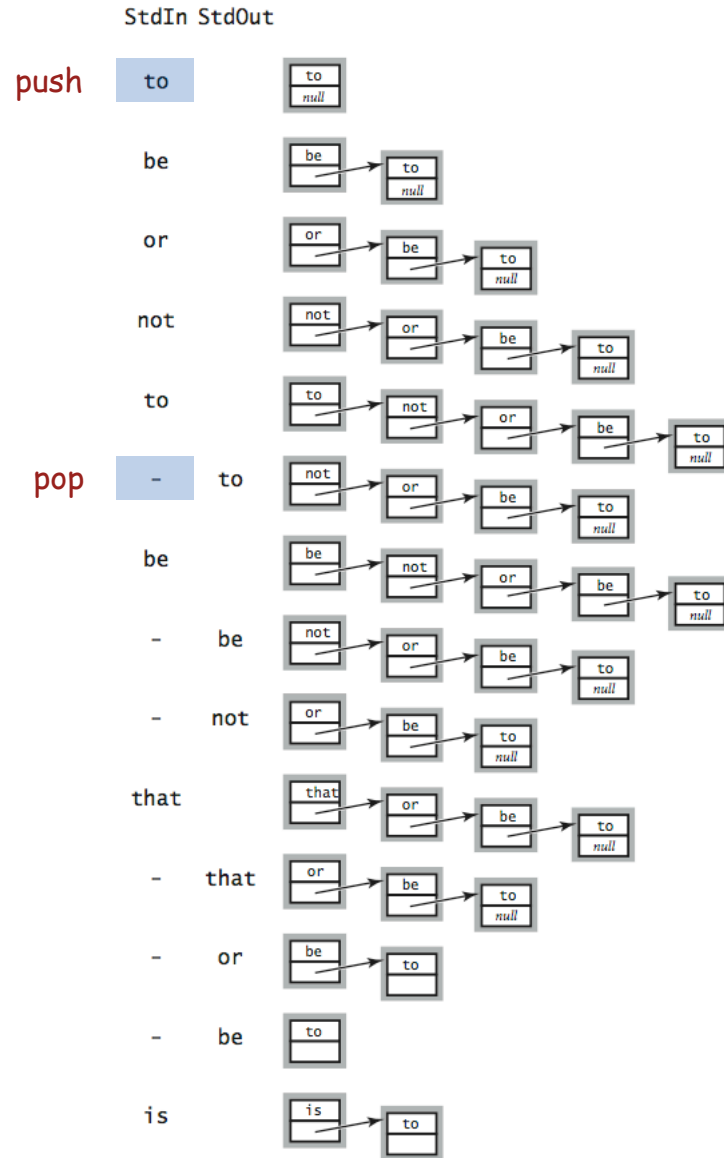 StdIn StdOut
push to to
null
be be to
null
or or be to
null
not not or be to
null
to to not or be to
null
pop - to not or be to
null
be be not or be to
null
- be not or be to
null
- not or be to
null
that that or be to
null
- that or be to
null
- or be to
- be to
is is to